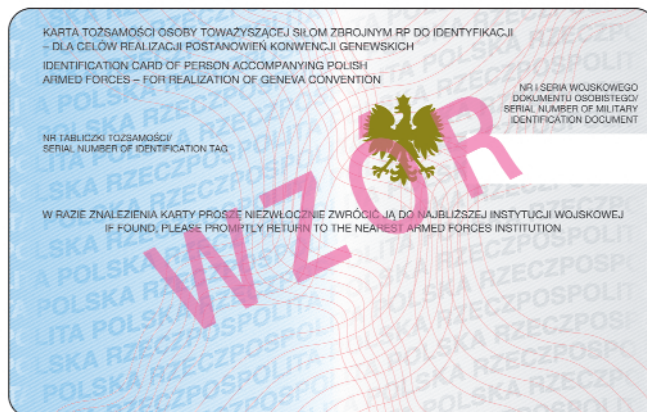 KARTA TOŻSAMOŚCI OSOBY TOWAŻYSZĄCEJ SIŁOM ZBROJNYM RP DO IDENTYFIKACJI
– DLA CELÓW REALIZACJI POSTANOWIEŃ KONWENCJI GENEWSKICH
IDENTIFICATION CARD OF PERSON ACCOMPANYING POLISH
ARMED FORCES – FOR REALIZATION OF GENEVA CONVENTION
NR I SERIA WOJSKOWEGO
DOKUMENTU OSOBISTEGO/
SERIAL NUMBER OF MILITARY
IDENTIFICATION DOCUMENT
NR TABLICZKI TOŻSAMOŚCI/
SERIAL NUMBER OF IDENTIFICATION TAG
WZÓR
W RAZIE ZNALEZIENIA KARTY PROSZĘ NIEZWŁOCZNIE ZWRÓCIĆ JĄ DO NAJBLIŻSZEJ INSTYTUCJI WOJSKOWEJ
IF FOUND, PLEASE PROMPTLY RETURN TO THE NEAREST ARMED FORCES INSTITUTION
POLSKA RZECZPOSPOLITA